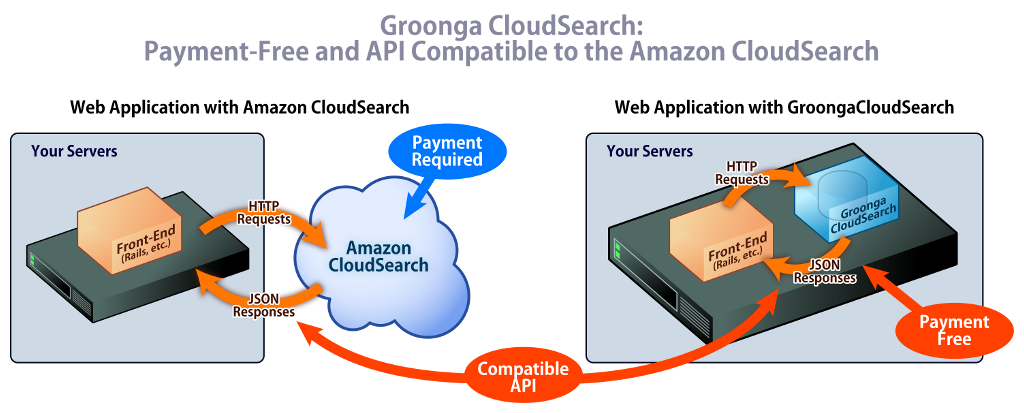 Groonga CloudSearch:
Payment-Free and API Compatible to the Amazon CloudSearch
Web Application with Amazon CloudSearch
Your Servers
Front-End
(Rails, etc.)
HTTP
Requests
JSON
Responses
Payment
Required
Amazon
CloudSearch
Web Application with GroongaCloudSearch
Your Servers
HTTP
Requests
Groonga
CloudSearch
Front-End
(Rails, etc.)
JSON
Responses
Payment
Free
Compatible
API